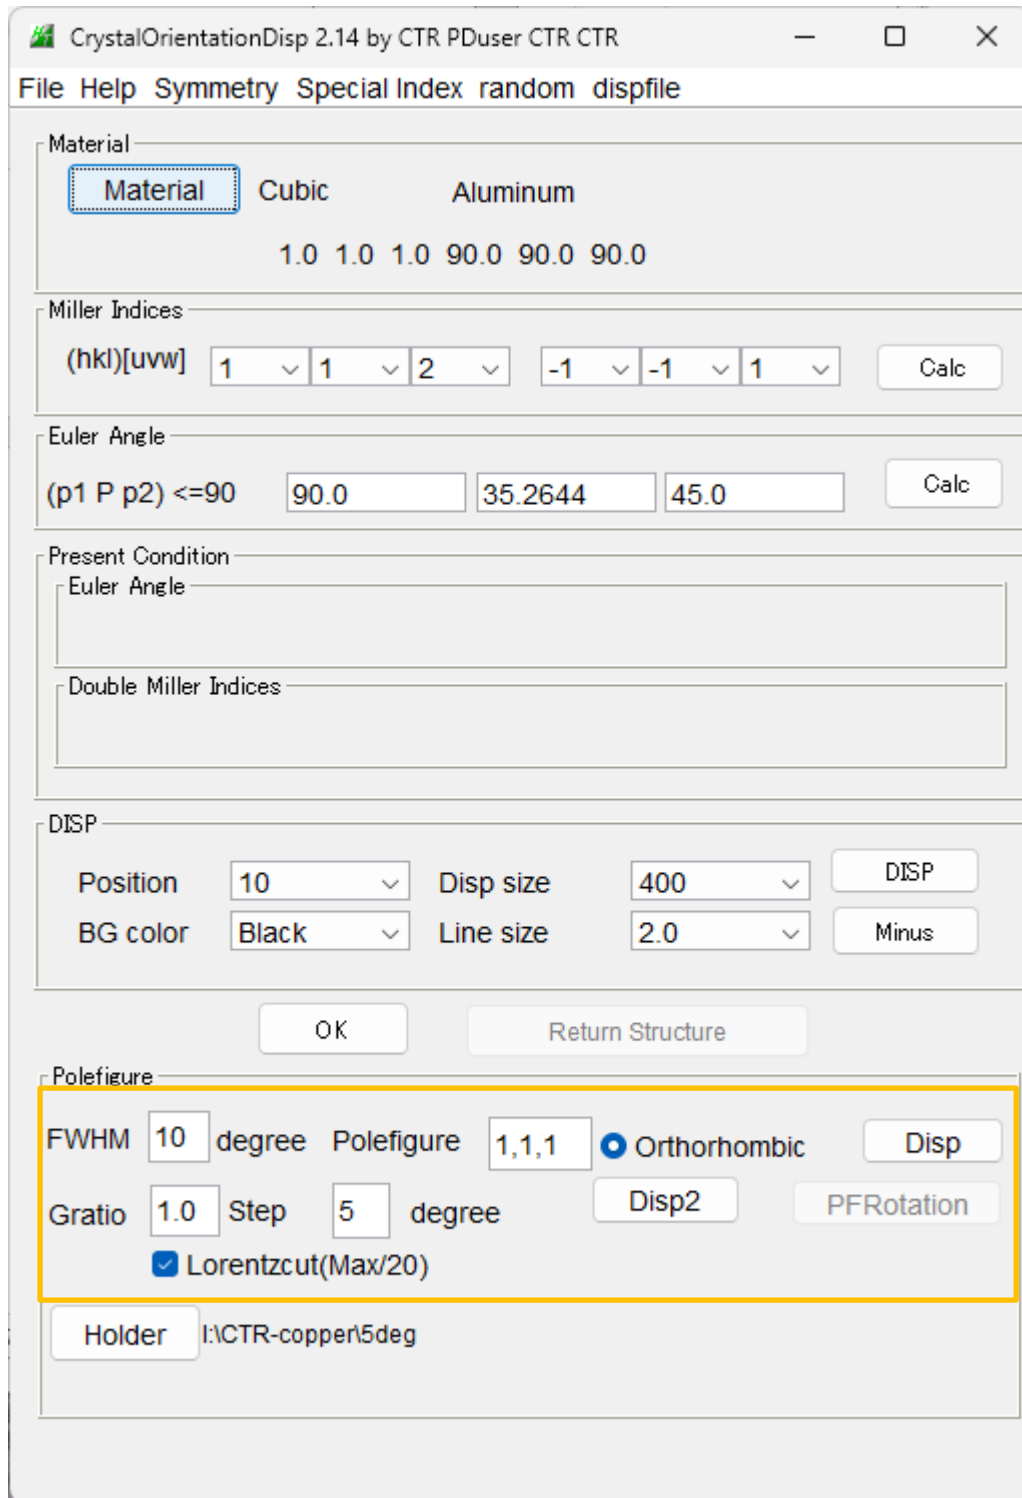 CrystalOrientationDisp 2.14 by CTR PDuser CTR CTR
File Help Symmetry Special Index random dispfile
Material
Material Cubic Aluminum
1.0 1.0 1.0 90.0 90.0 90.0
Miller Indices
(hkl)[uvw] 1 1 2 -1 -1 1 Calc
Euler Angle
(p1 P p2) <=90 90.0 35.2644 45.0 Calc
Present Condition
Euler Angle
Double Miller Indices
DISP
Position 10 Disp size 400 DISP
BG color Black Line size 2.0 Minus
OK Return Structure
Polefigure
FWHM 10 degree Polefigure 1,1,1 Orthorhombic Disp
Gratio 1.0 Step 5 degree Disp2 PFRotation
Lorentzcut(Max/20)
Holder I:\CTR-copper\5deg